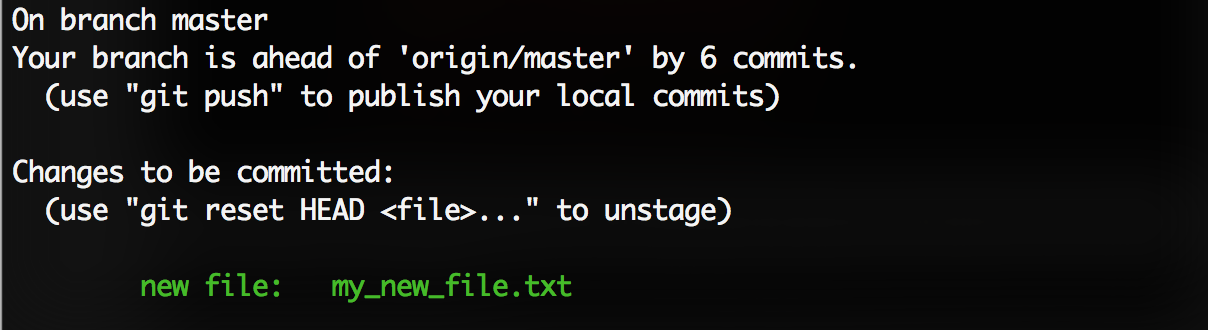 On branch master
Your branch is ahead of 'origin/master' by 6 commits.
  (use "git push" to publish your local commits)

Changes to be committed:
  (use "git reset HEAD <file>..." to unstage)

        new file:   my_new_file.txt